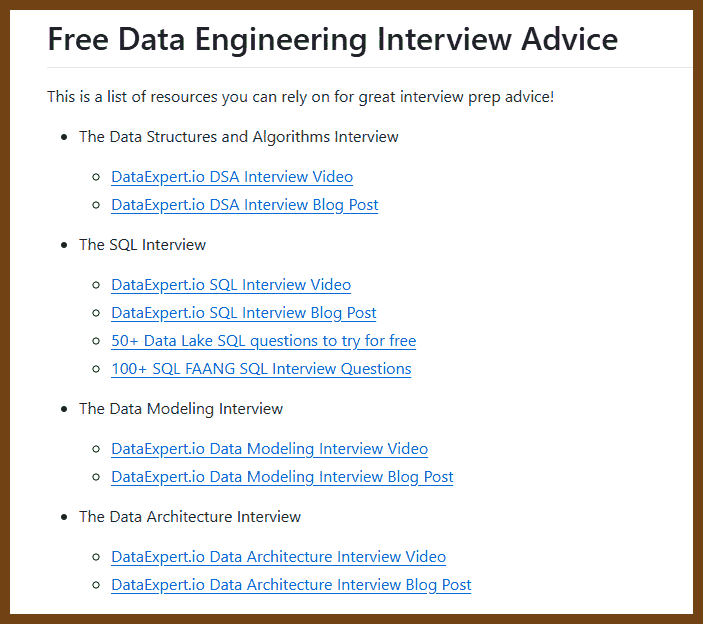 Free Data Engineering Interview Advice
This is a list of resources you can rely on for great interview prep advice!
The Data Structures and Algorithms Interview
DataExpert.io DSA Interview Video
DataExpert.io DSA Interview Blog Post
The SQL Interview
DataExpert.io SQL Interview Video
DataExpert.io SQL Interview Blog Post
50+ Data Lake SQL questions to try for free
100+ SQL FAANG SQL Interview Questions
The Data Modeling Interview
DataExpert.io Data Modeling Interview Video
DataExpert.io Data Modeling Interview Blog Post
The Data Architecture Interview
DataExpert.io Data Architecture Interview Video
DataExpert.io Data Architecture Interview Blog Post